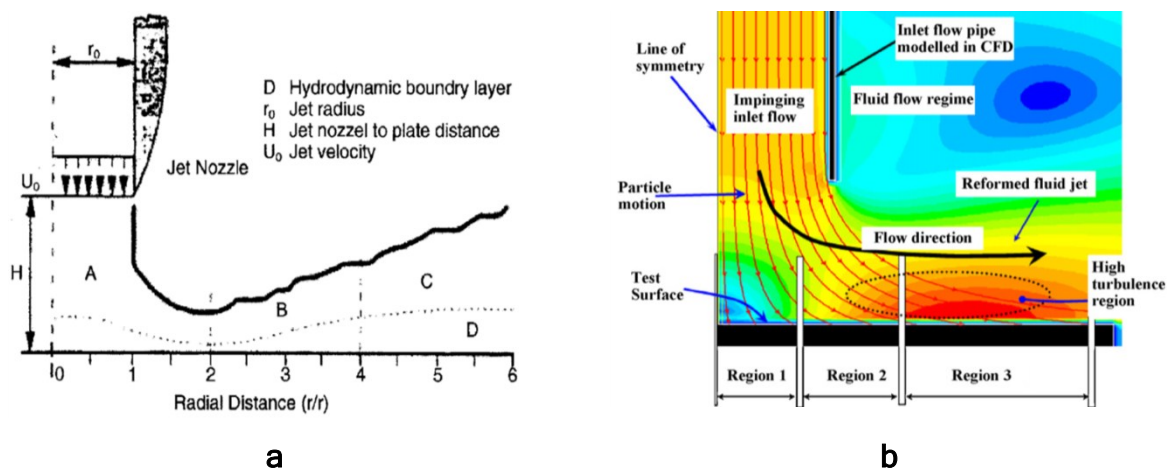 r₀
D Hydrodynamic boundry layer
r₀ Jet radius
H Jet nozzel to plate distance
U₀ Jet velocity
Jet Nozzle
U₀
H
A
B
C
D
0 1 2 3 4 5 6
Radial Distance (r/r)
a
Line of
symmetry
Inlet flow pipe
modelled in CFD
Impinging
inlet flow
Fluid flow regime
Particle
motion
Reformed fluid jet
Flow direction
Test
Surface
High
turbulence
region
Region 1
Region 2
Region 3
b